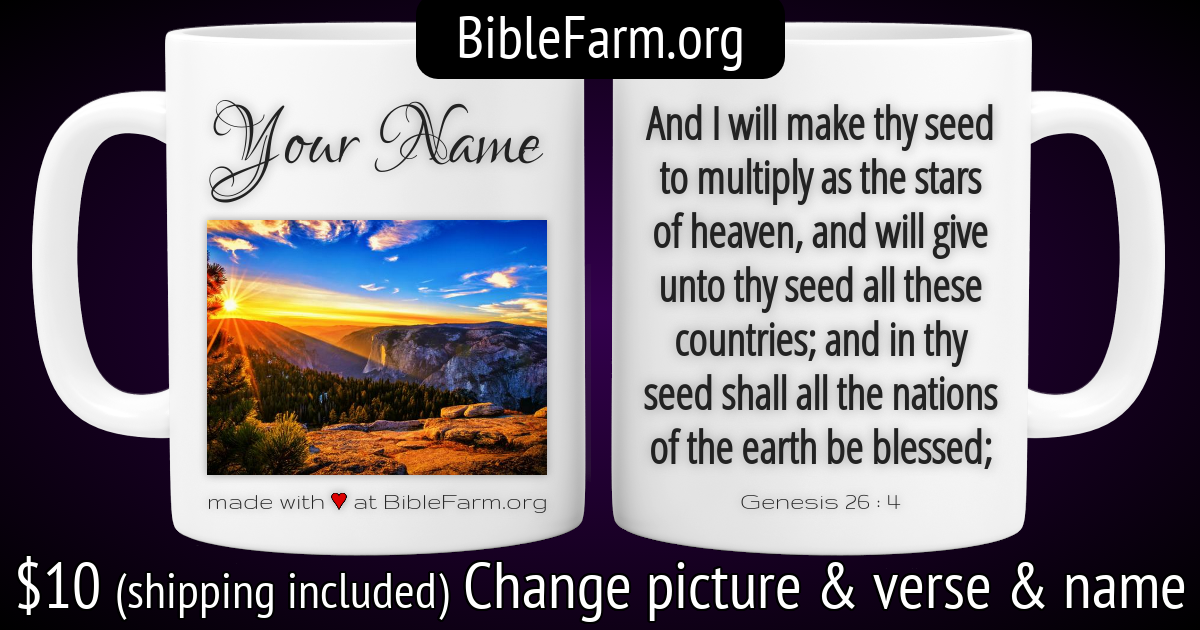 BibleFarm.org
Your Name
made with ♥ at BibleFarm.org
And I will make thy seed
to multiply as the stars
of heaven, and will give
unto thy seed all these
countries; and in thy
seed shall all the nations
of the earth be blessed;
Genesis 26 : 4
$10 (shipping included) Change picture & verse & name